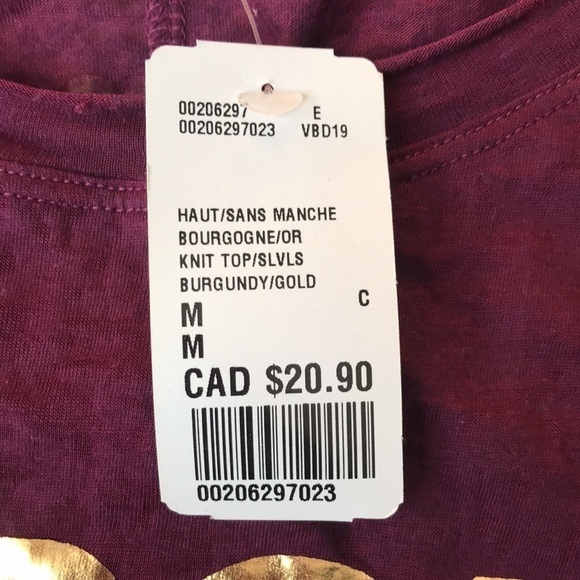 00206297 E
00206297023 VBD19
HAUT/SANS MANCHE
BOURGOGNE/OR
KNIT TOP/SLVLS
BURGUNDY/GOLD
M C
M
CAD $20.90
00206297023